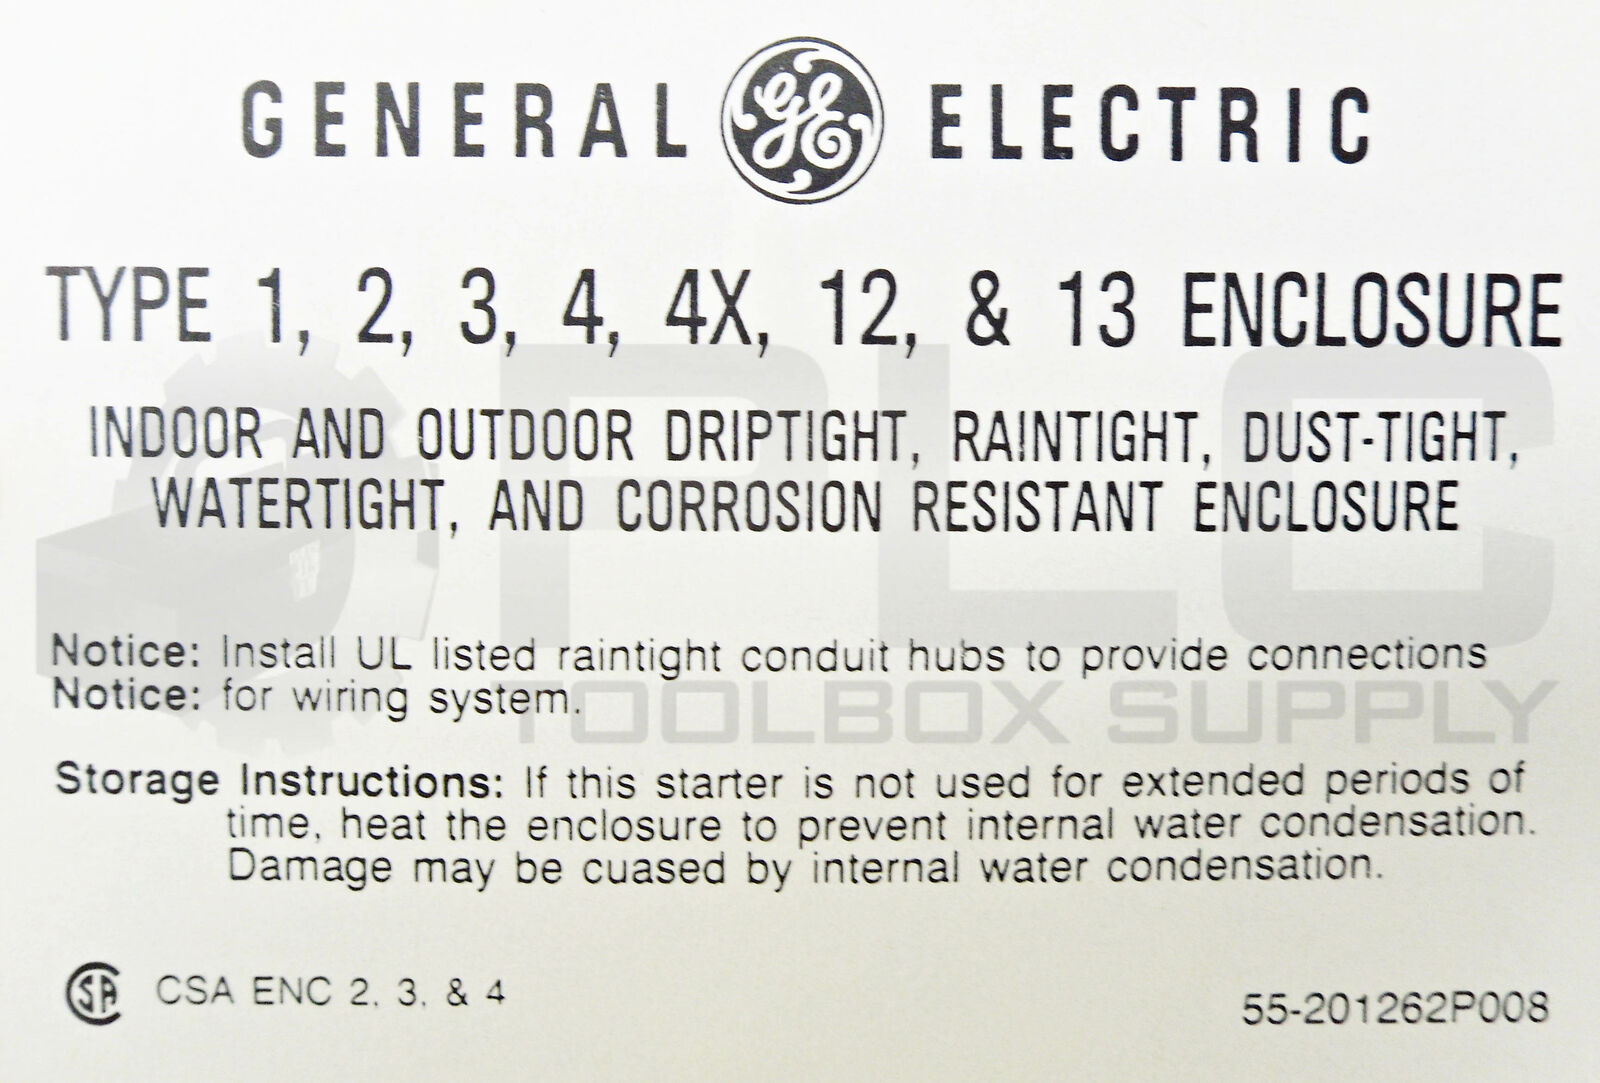 GENERAL GE ELECTRIC
TYPE 1, 2, 3, 4, 4X, 12, & 13 ENCLOSURE
INDOOR AND OUTDOOR DRIPTIGHT, RAINTIGHT, DUST-TIGHT,
WATERTIGHT, AND CORROSION RESISTANT ENCLOSURE
PLC
Notice: Install UL listed raintight conduit hubs to provide connections
Notice: for wiring system.
TOOLBOX SUPPLY
Storage Instructions: If this starter is not used for extended periods of
time, heat the enclosure to prevent internal water condensation.
Damage may be cuased by internal water condensation.
CSA CSA ENC 2, 3, & 4
55-201262P008